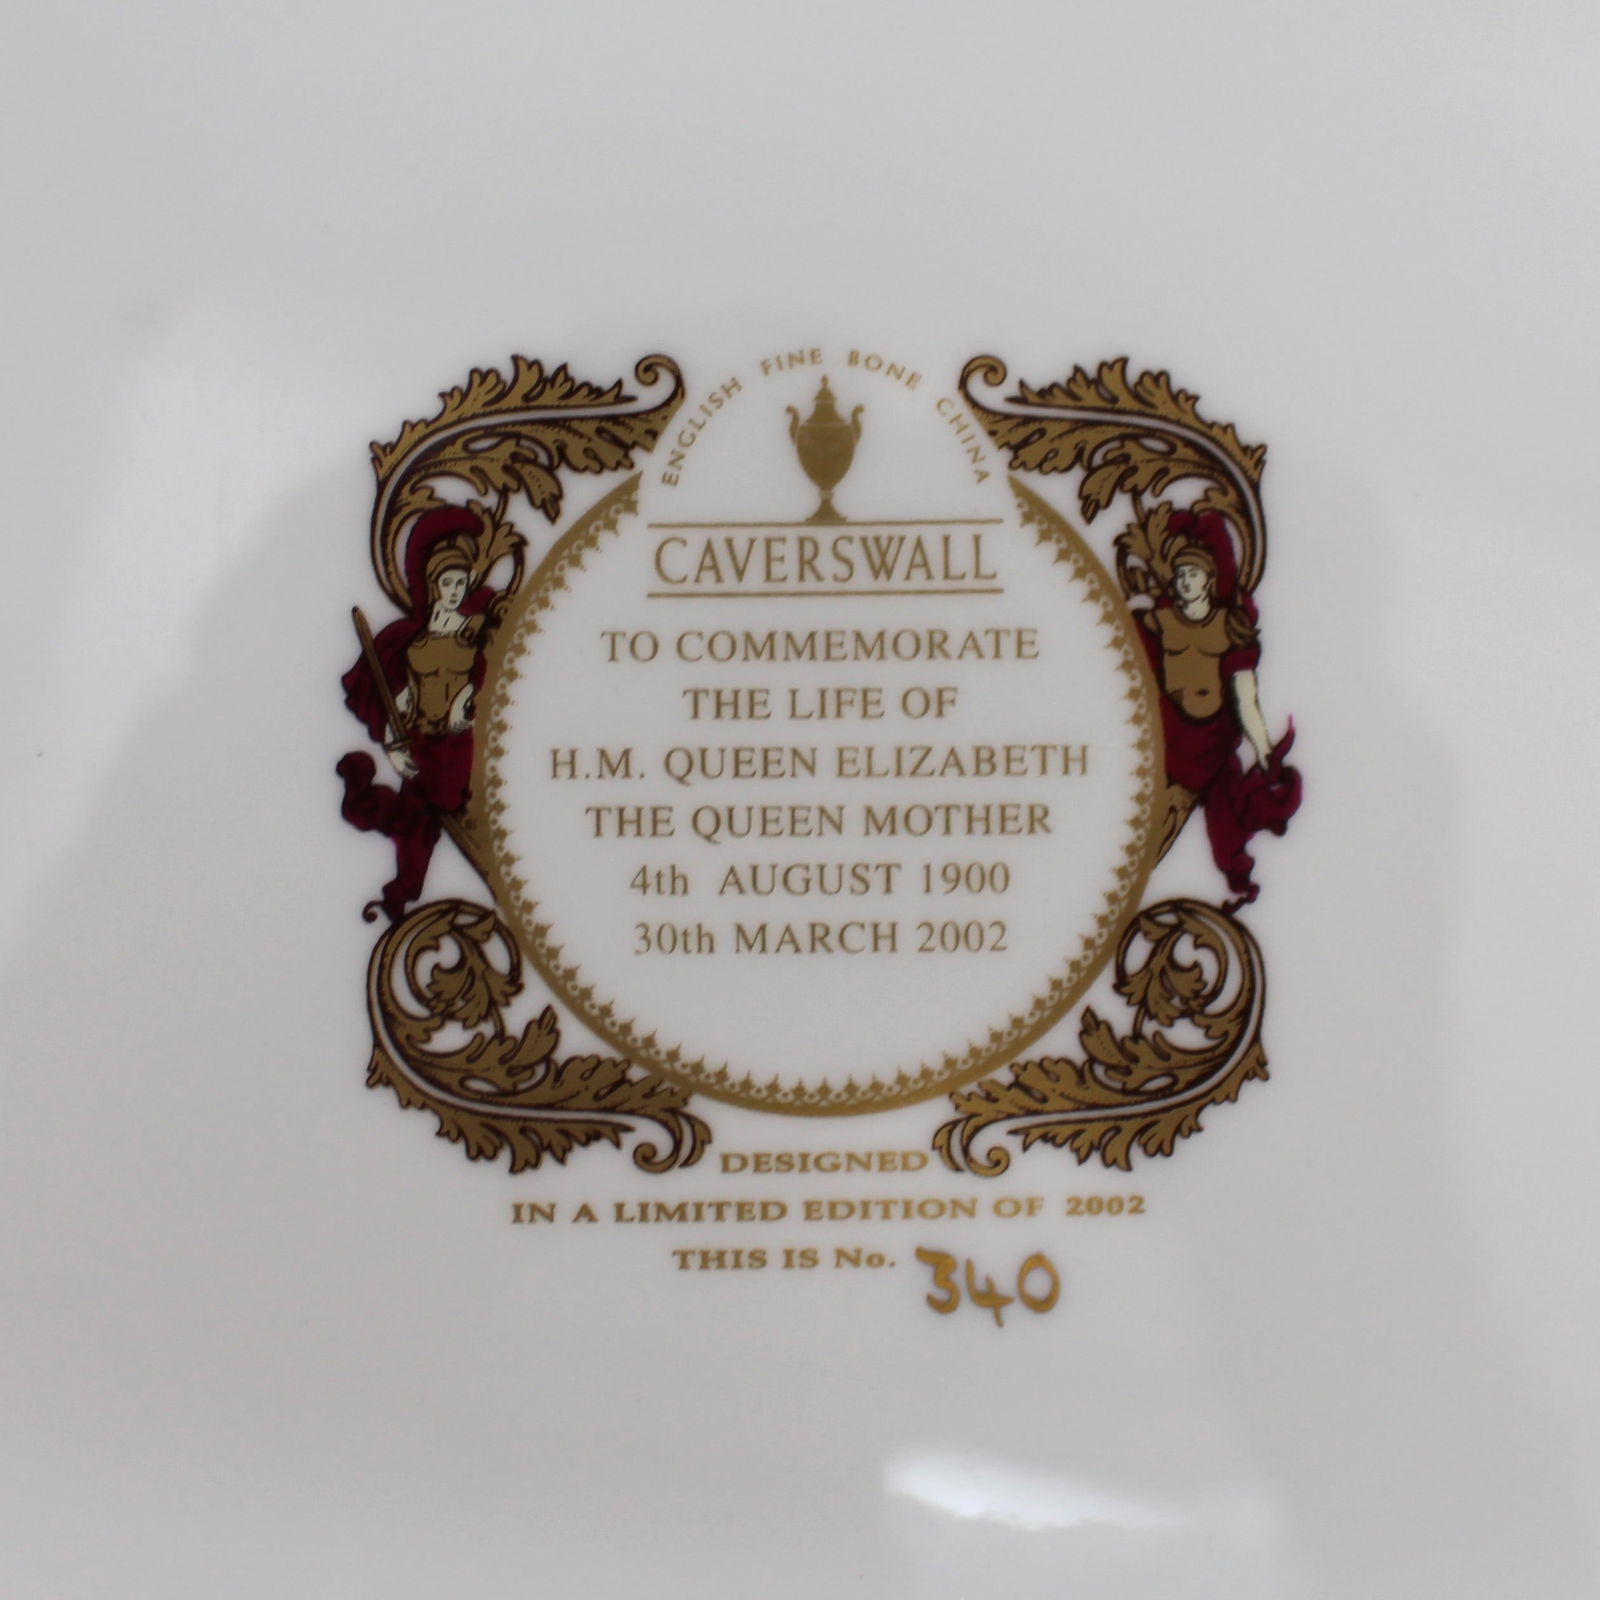 ENGLISH FINE BONE CHINA
CAVERSWALL
TO COMMEMORATE
THE LIFE OF
H.M. QUEEN ELIZABETH
THE QUEEN MOTHER
4th AUGUST 1900
30th MARCH 2002
DESIGNED
IN A LIMITED EDITION OF 2002
THIS IS No. 340